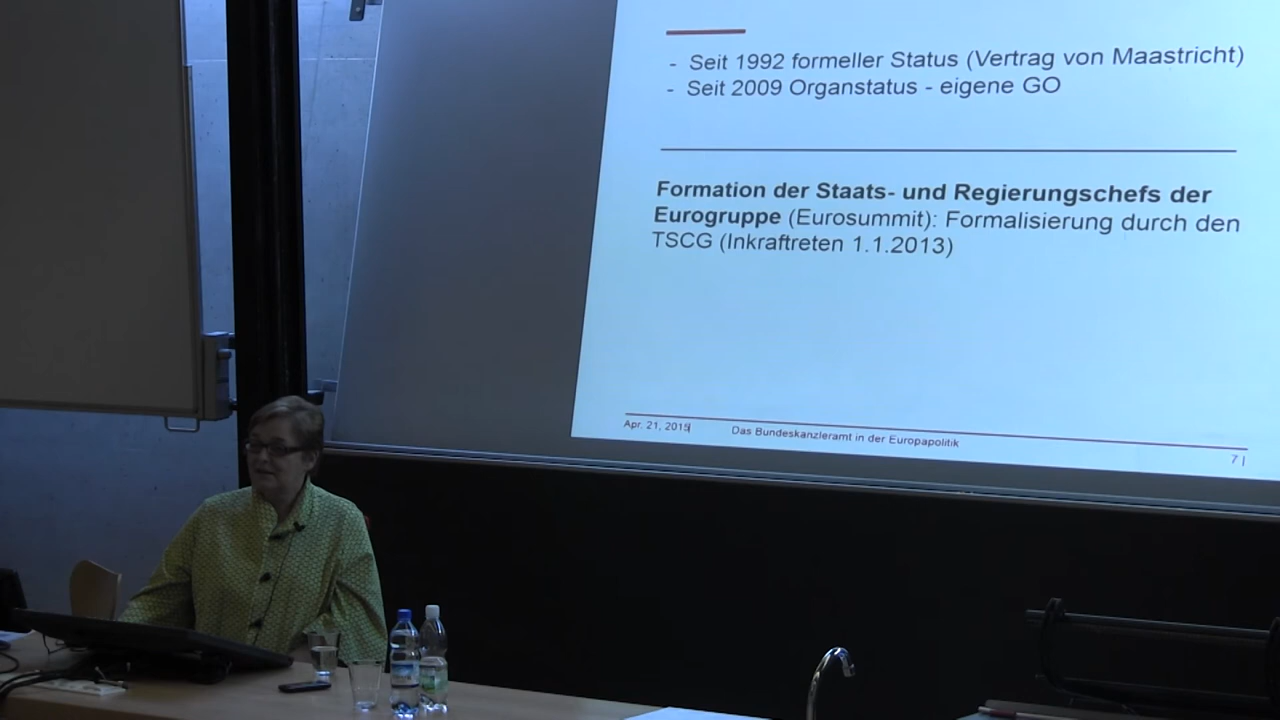 - Seit 1992 formeller Status (Vertrag von Maastricht)
- Seit 2009 Organstatus - eigene GO
Formation der Staats- und Regierungschefs der
Eurogruppe (Eurosummit): Formalisierung durch den
TSCG (Inkraftreten 1.1.2013)
Apr. 21, 2015| Das Bundeskanzleramt in der Europapolitik
7 |